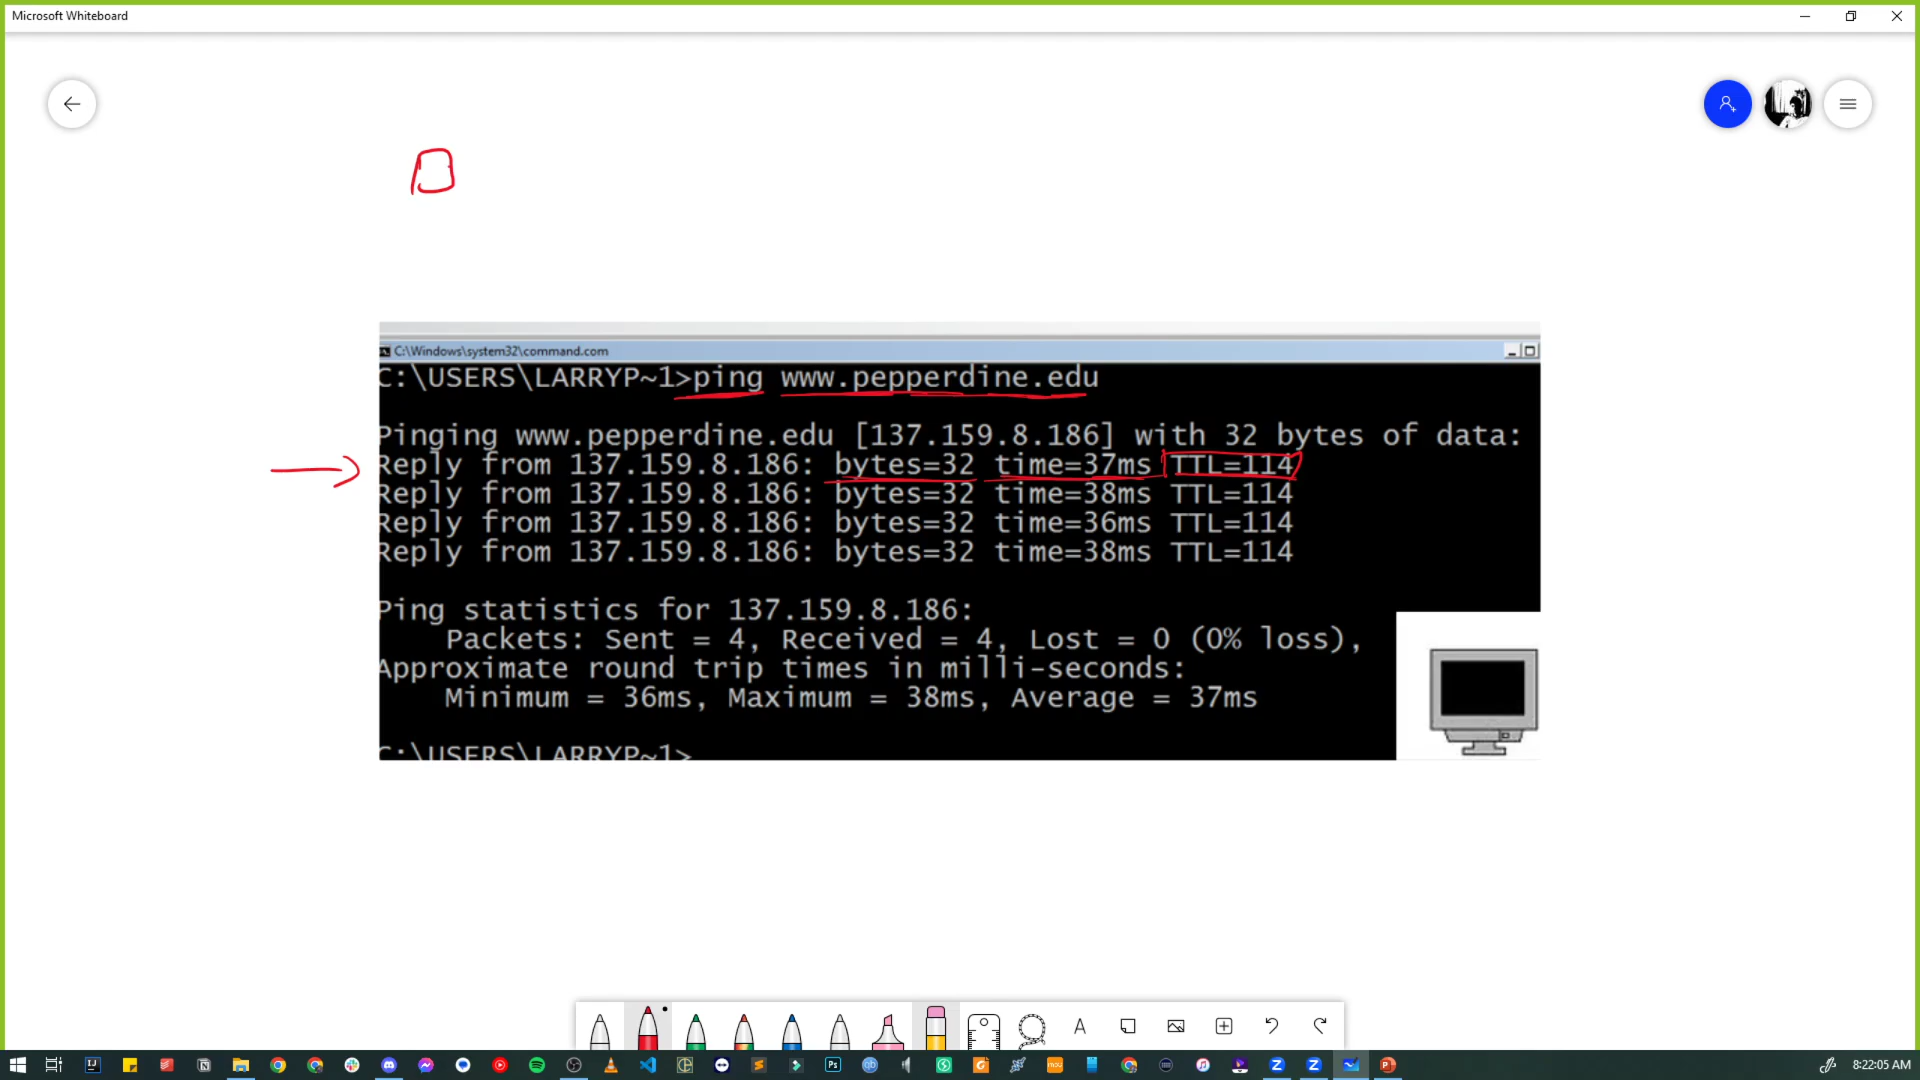 Microsoft Whiteboard
C:\Windows\system32\command.com
C:\USERS\LARRYP~1>ping www.pepperdine.edu
Pinging www.pepperdine.edu [137.159.8.186] with 32 bytes of data:
Reply from 137.159.8.186: bytes=32 time=37ms TTL=114
Reply from 137.159.8.186: bytes=32 time=38ms TTL=114
Reply from 137.159.8.186: bytes=32 time=36ms TTL=114
Reply from 137.159.8.186: bytes=32 time=38ms TTL=114
Ping statistics for 137.159.8.186:
Packets: Sent = 4, Received = 4, Lost = 0 (0% loss),
Approximate round trip times in milli-seconds:
Minimum = 36ms, Maximum = 38ms, Average = 37ms
C:\USERS\LARRYP~1>
8:22:05 AM